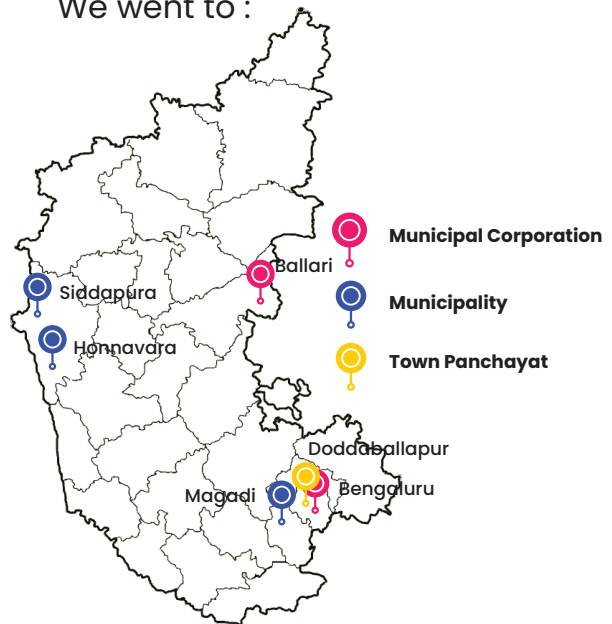 We went to :
Municipal Corporation
Ballari
Siddapura
Municipality
Honnavara
Town Panchayat
Doddaballapur
Magadi
Bengaluru